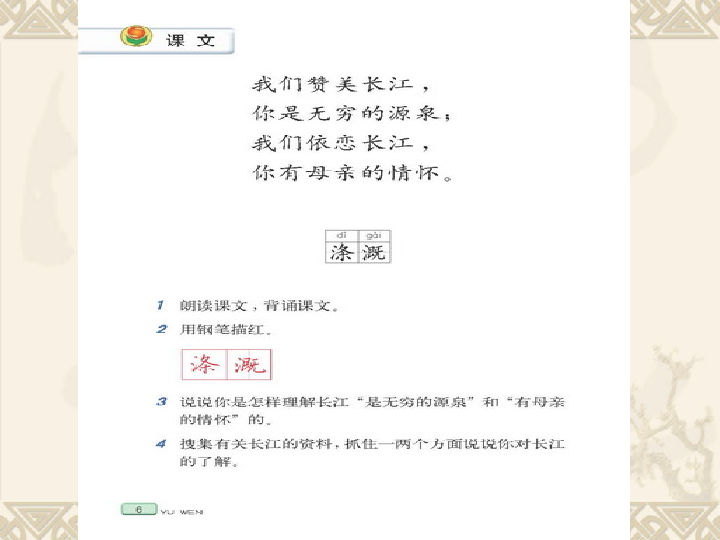 课 文
我们赞美长江，
你是无穷的源泉；
我们依恋长江，
你有母亲的情怀。
dí gài
涤 溉
1 朗读课文，背诵课文。
2 用钢笔描红。
涤 溉
3 说说你是怎样理解长江“是无穷的源泉”和“有母亲
的情怀”的。
4 搜集有关长江的资料，抓住一两个方面说说你对长江
的了解。
6 YU WEN